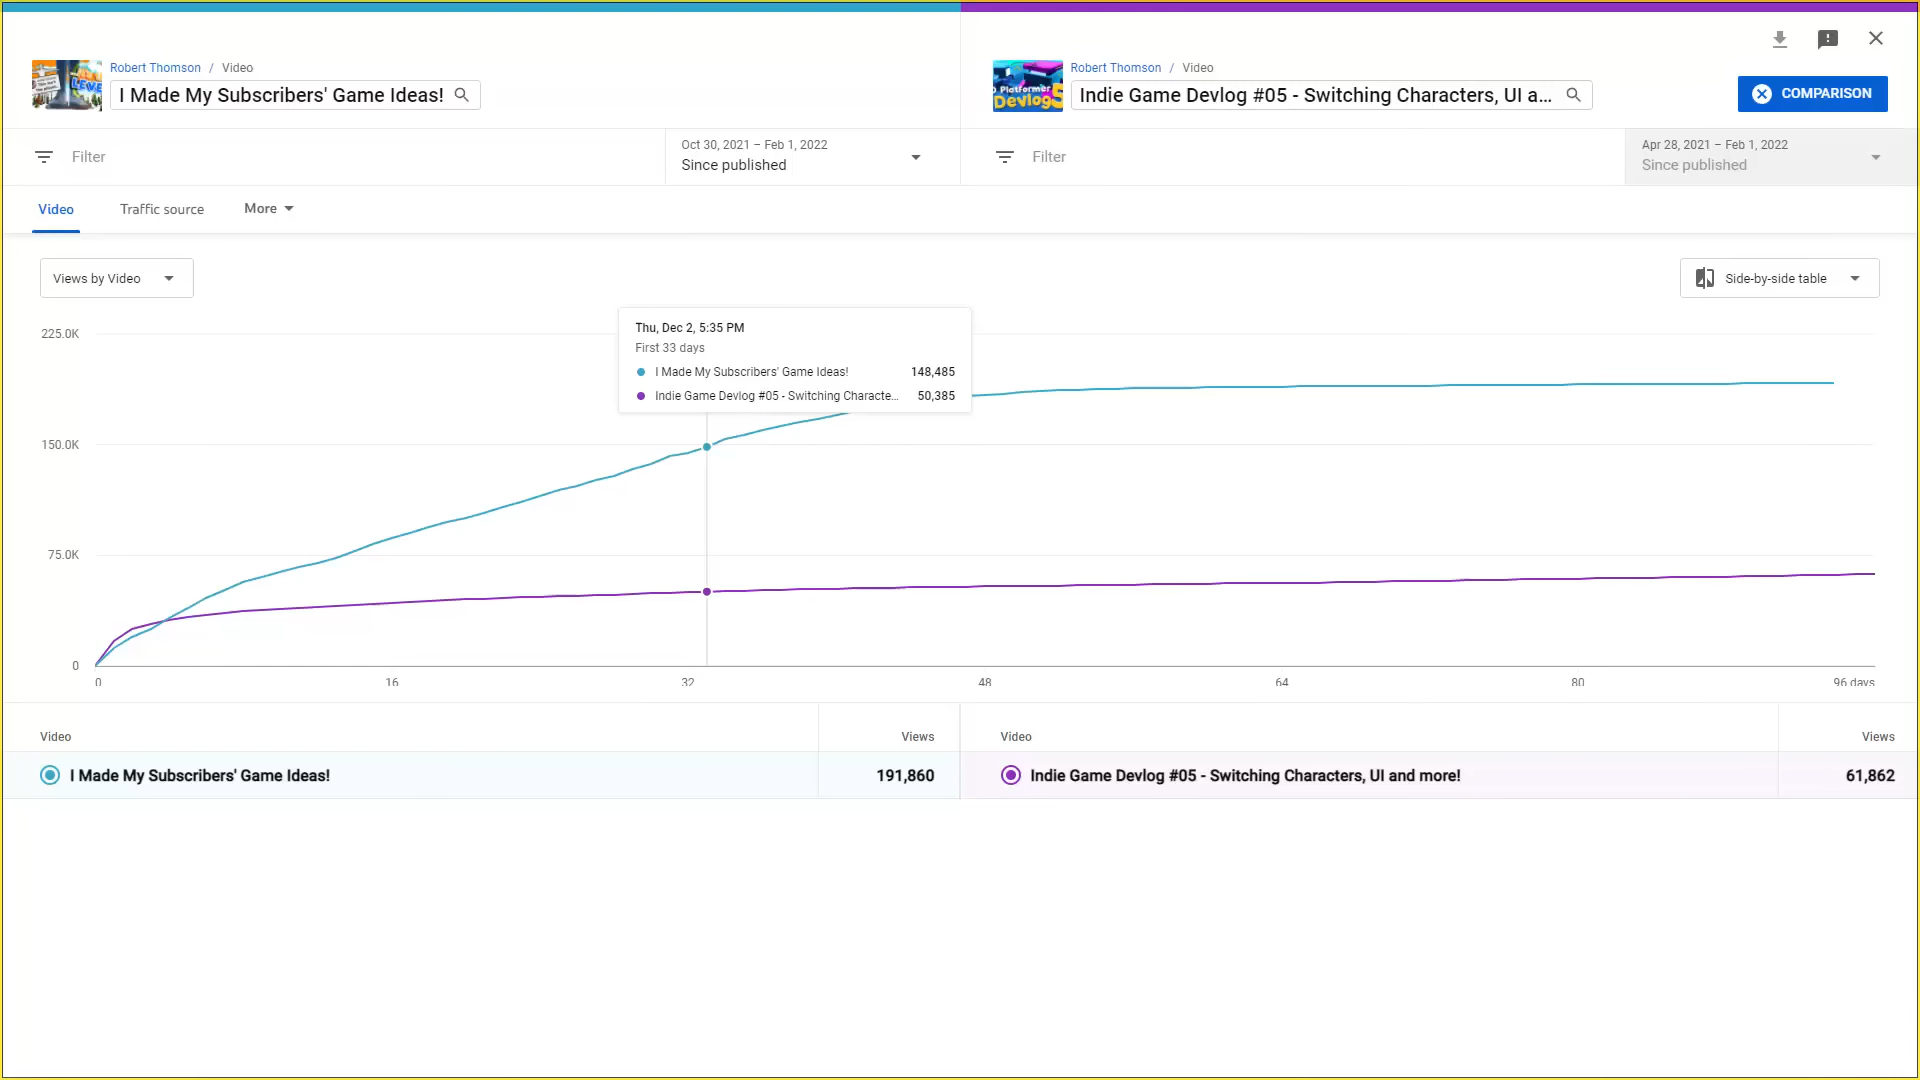 Robert Thomson / Video
I Made My Subscribers' Game Ideas!
Robert Thomson / Video
Indie Game Devlog #05 - Switching Characters, UI a...
COMPARISON
Filter
Oct 30, 2021 – Feb 1, 2022
Since published
Filter
Apr 28, 2021 – Feb 1, 2022
Since published
Video
Traffic source
More
Views by Video
Side-by-side table
Thu, Dec 2, 5:35 PM
First 33 days
I Made My Subscribers' Game Ideas! 148,485
Indie Game Devlog #05 - Switching Characte... 50,385
225.0K
150.0K
75.0K
0
0 16 32 48 64 80 96 days
Video Views
I Made My Subscribers' Game Ideas! 191,860
Video Views
Indie Game Devlog #05 - Switching Characters, UI and more! 61,862
Platformer
Devlog 5
LEVE